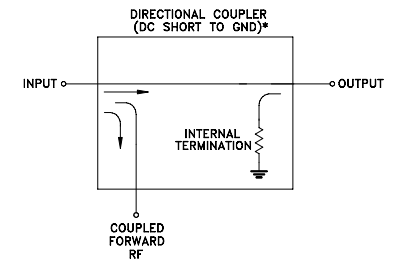 DIRECTIONAL COUPLER
(DC SHORT TO GND)*
INPUT
OUTPUT
INTERNAL
TERMINATION
COUPLED
FORWARD
RF